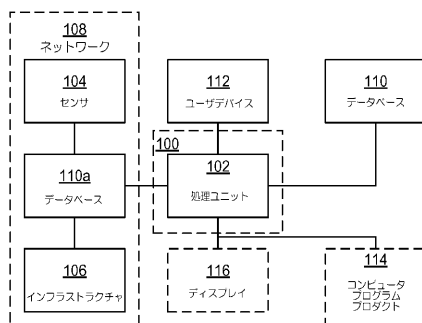 108
ネットワーク
104
センサ
112
ユーザデバイス
110
データベース
100
110a
データベース
102
処理ユニット
106
インフラストラクチャ
116
ディスプレイ
114
コンピュータ
プログラム
プロダクト